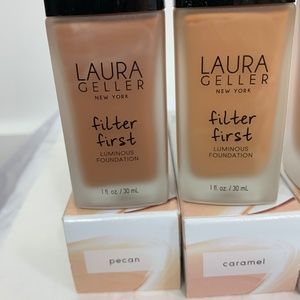 LAURA
GELLER
NEW YORK
filter
first
LUMINOUS
FOUNDATION
1 fl. oz. / 30 mL
pecan
LAURA
GELLER
NEW YORK
filter
first
LUMINOUS
FOUNDATION
1 fl. oz. / 30 mL
caramel